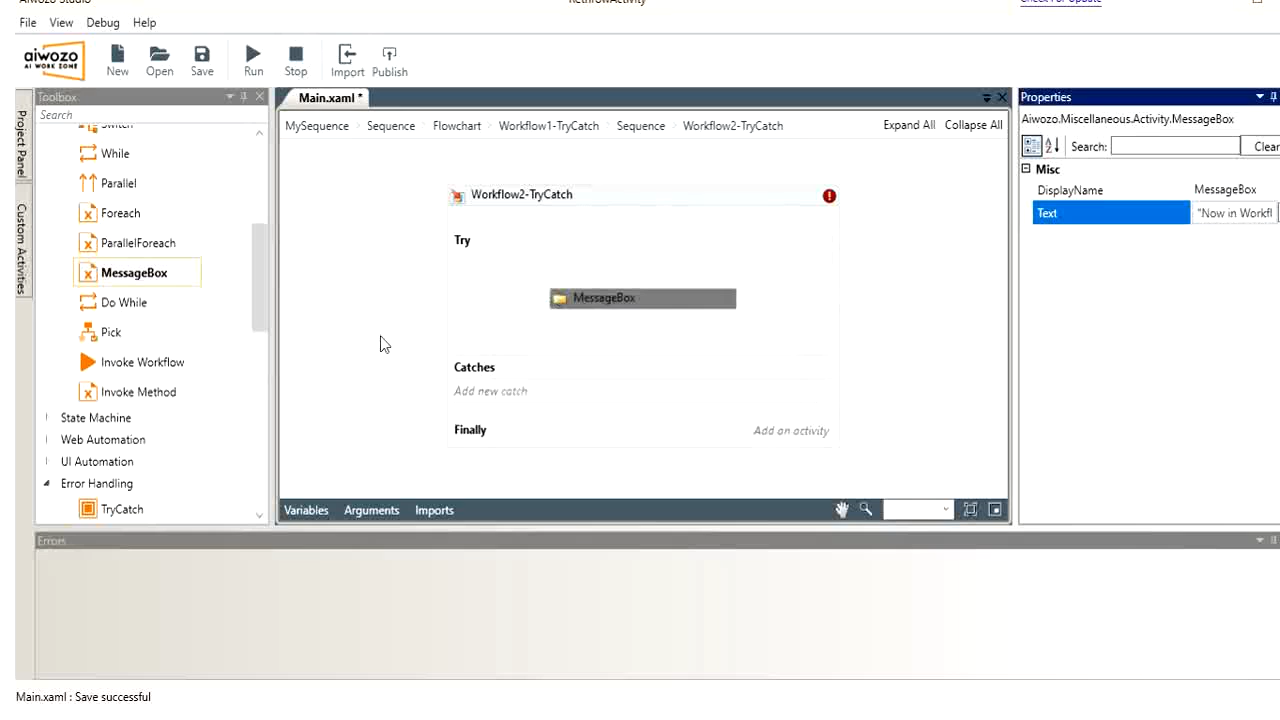 Aiwozo Studio
RethrowActivity
Check For Update
File View Debug Help
aiwozo
AI WORK ZONE
New Open Save Run Stop Import Publish
Project Panel
Custom Activities
Toolbox
Search
Switch
While
Parallel
Foreach
ParallelForeach
MessageBox
Do While
Pick
Invoke Workflow
Invoke Method
State Machine
Web Automation
UI Automation
Error Handling
TryCatch
Main.xaml *
MySequence Sequence Flowchart Workflow1-TryCatch Sequence Workflow2-TryCatch
Expand All Collapse All
Workflow2-TryCatch
Try
MessageBox
Catches
Add new catch
Finally Add an activity
Variables Arguments Imports
Properties
Aiwozo.Miscellaneous.Activity.MessageBox
Search: Clear
Misc
DisplayName MessageBox
Text "Now in Workfl
Errors
Main.xaml : Save successful